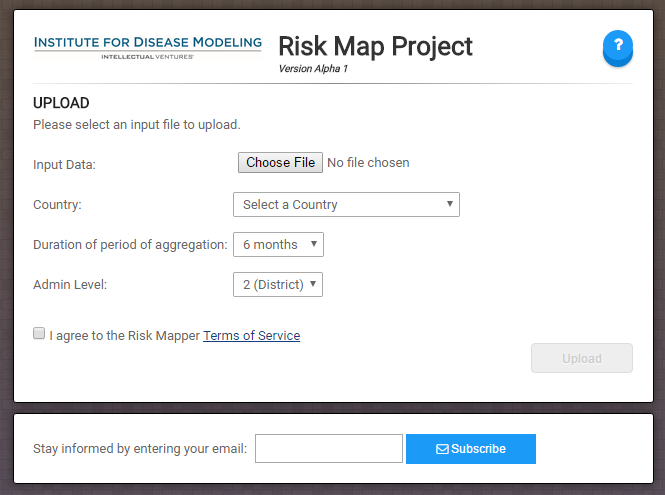 INSTITUTE FOR DISEASE MODELING
INTELLECTUAL VENTURES®
Risk Map Project
Version Alpha 1
?
UPLOAD
Please select an input file to upload.
Input Data: Choose File No file chosen
Country: Select a Country
Duration of period of aggregation: 6 months
Admin Level: 2 (District)
I agree to the Risk Mapper Terms of Service
Upload
Stay informed by entering your email: Subscribe